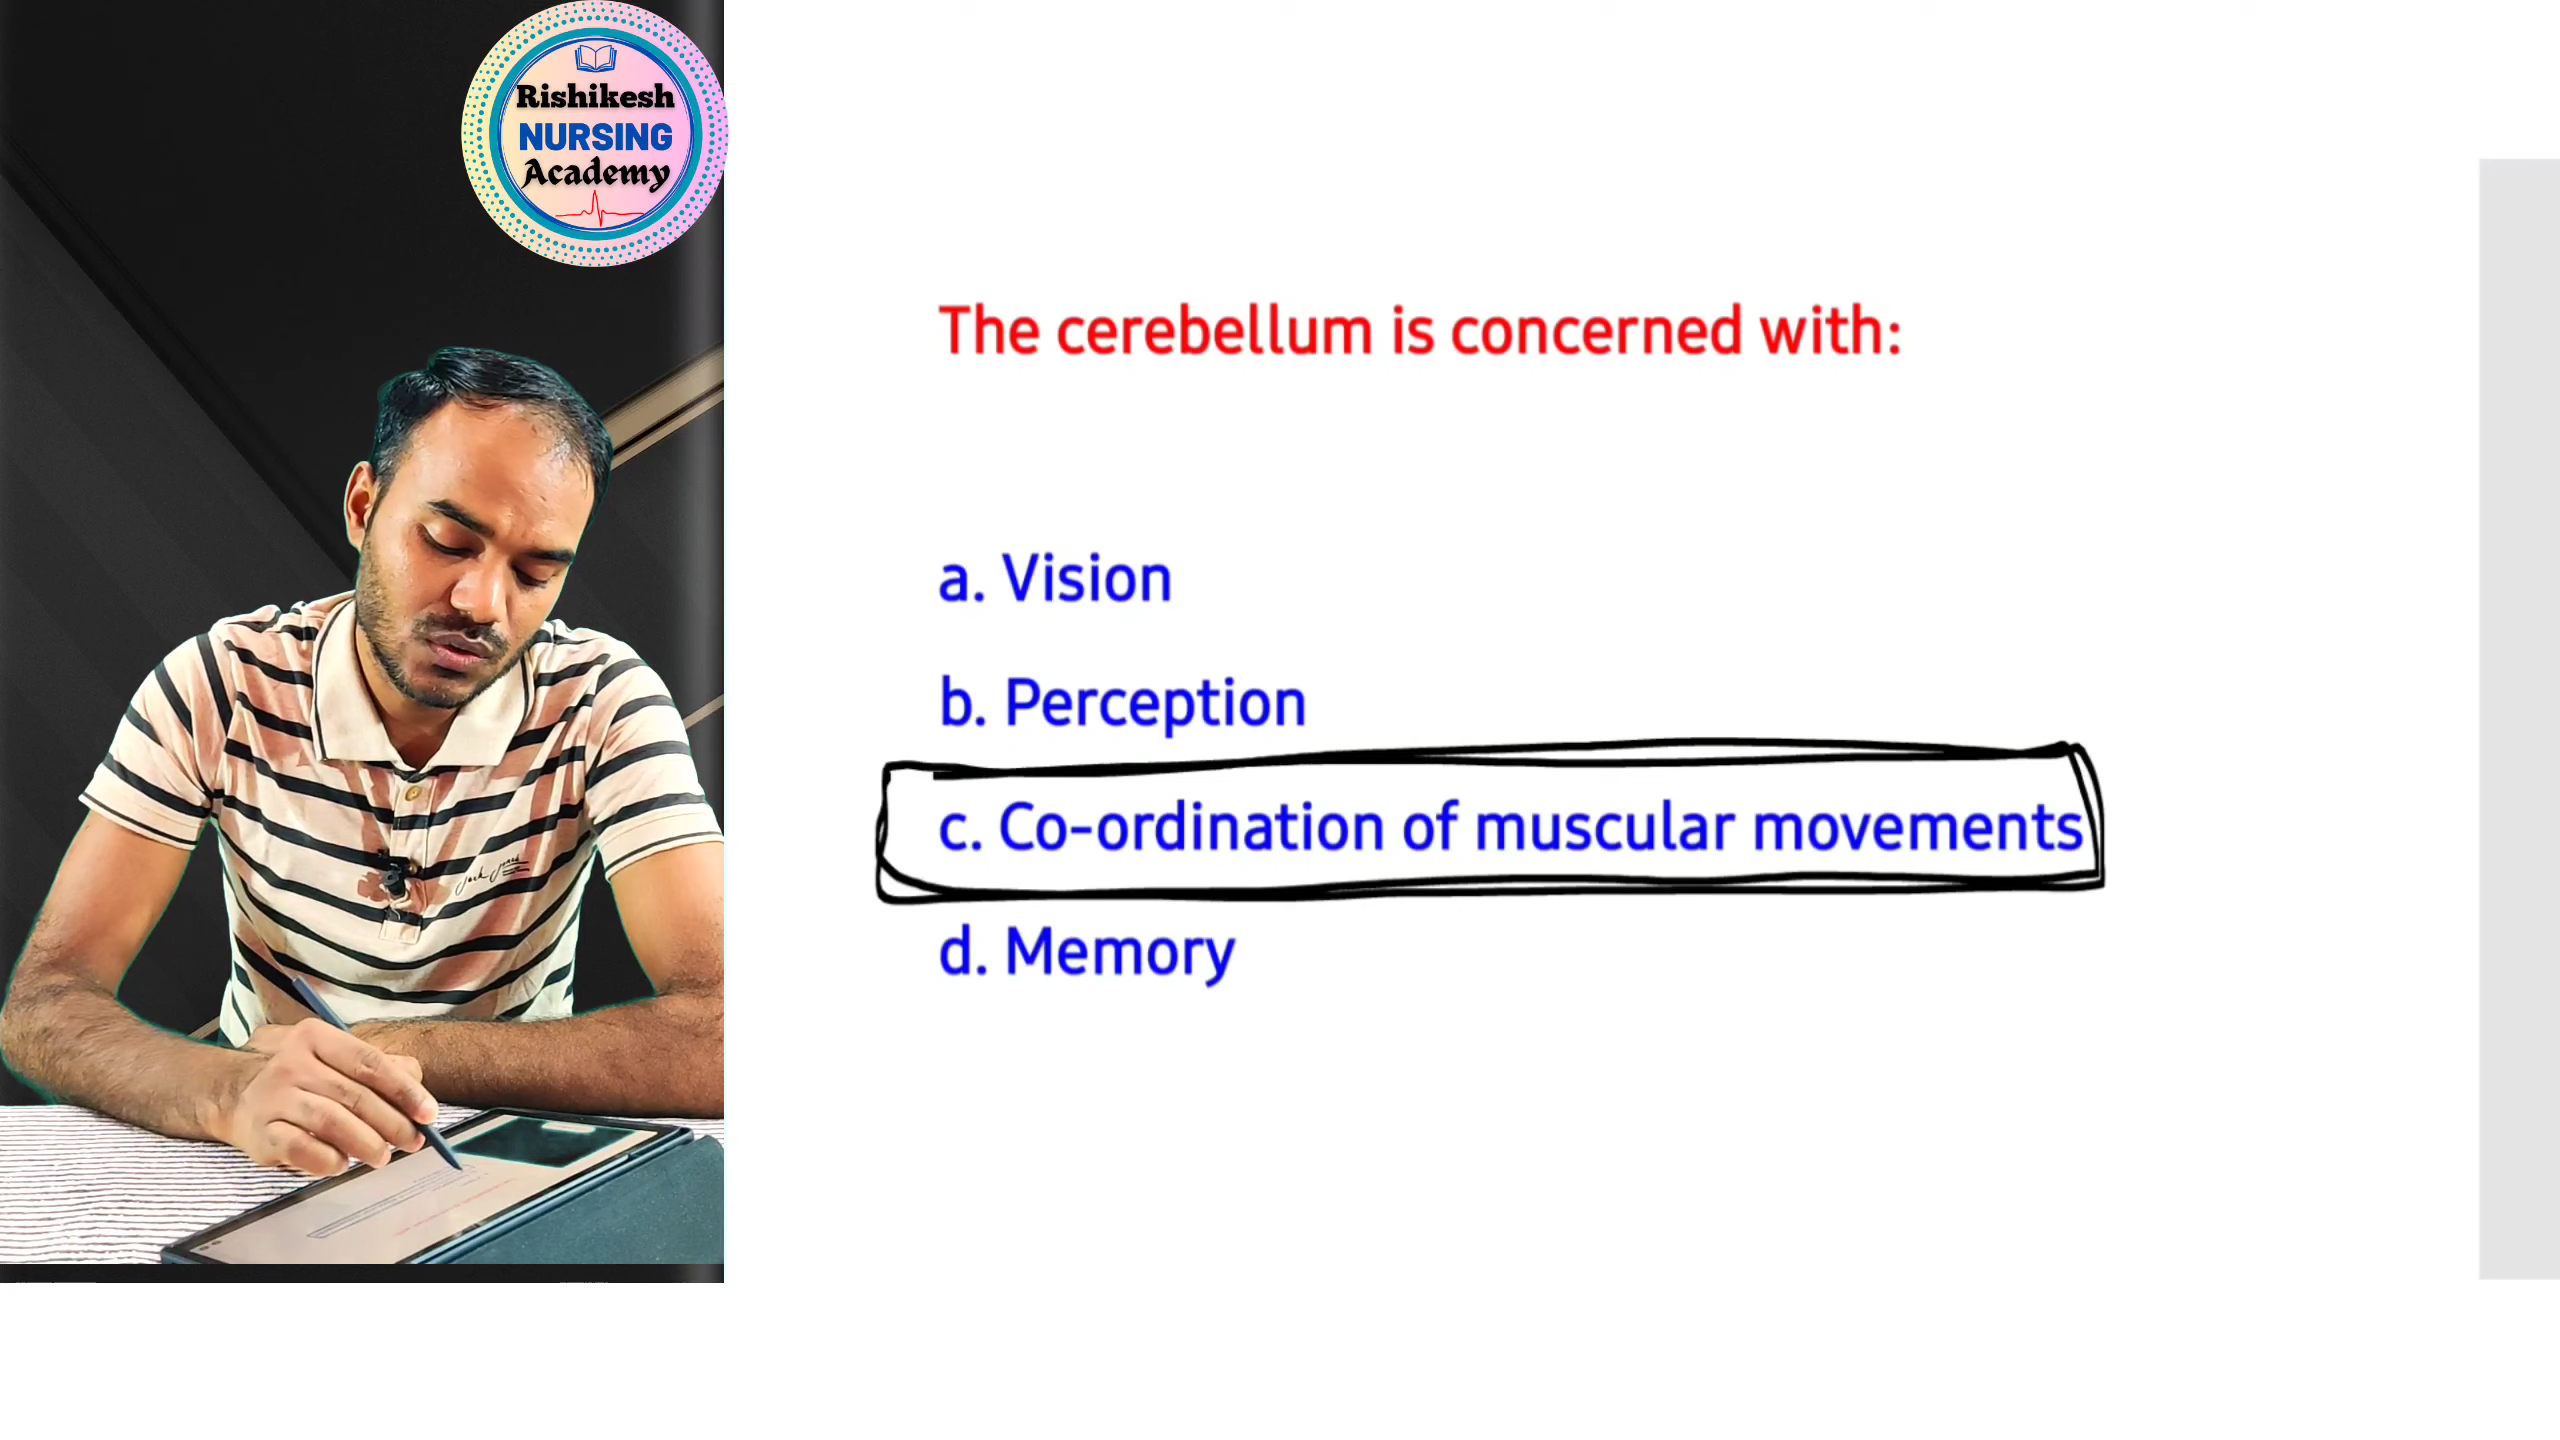 Rishikesh
NURSING
Academy
The cerebellum is concerned with:
a. Vision
b. Perception
c. Co-ordination of muscular movements
d. Memory